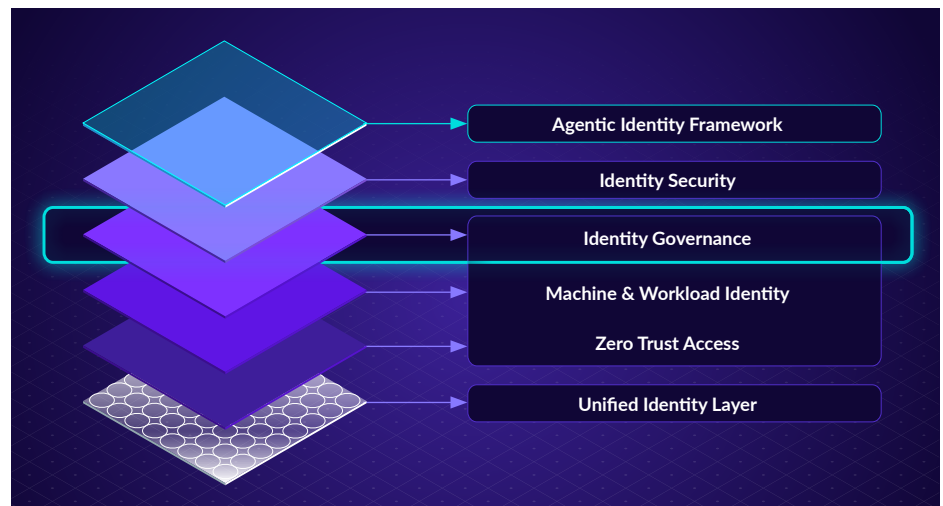 Agentic Identity Framework
Identity Security
Identity Governance
Machine & Workload Identity
Zero Trust Access
Unified Identity Layer